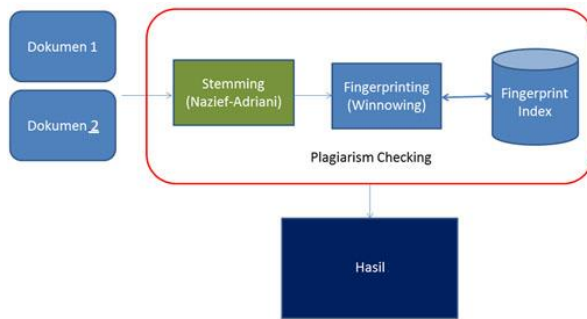 Dokumen 1
Dokumen 2
Stemming
(Nazief-Adriani)
Fingerprinting
(Winnowing)
Fingerprint
Index
Plagiarism Checking
Hasil